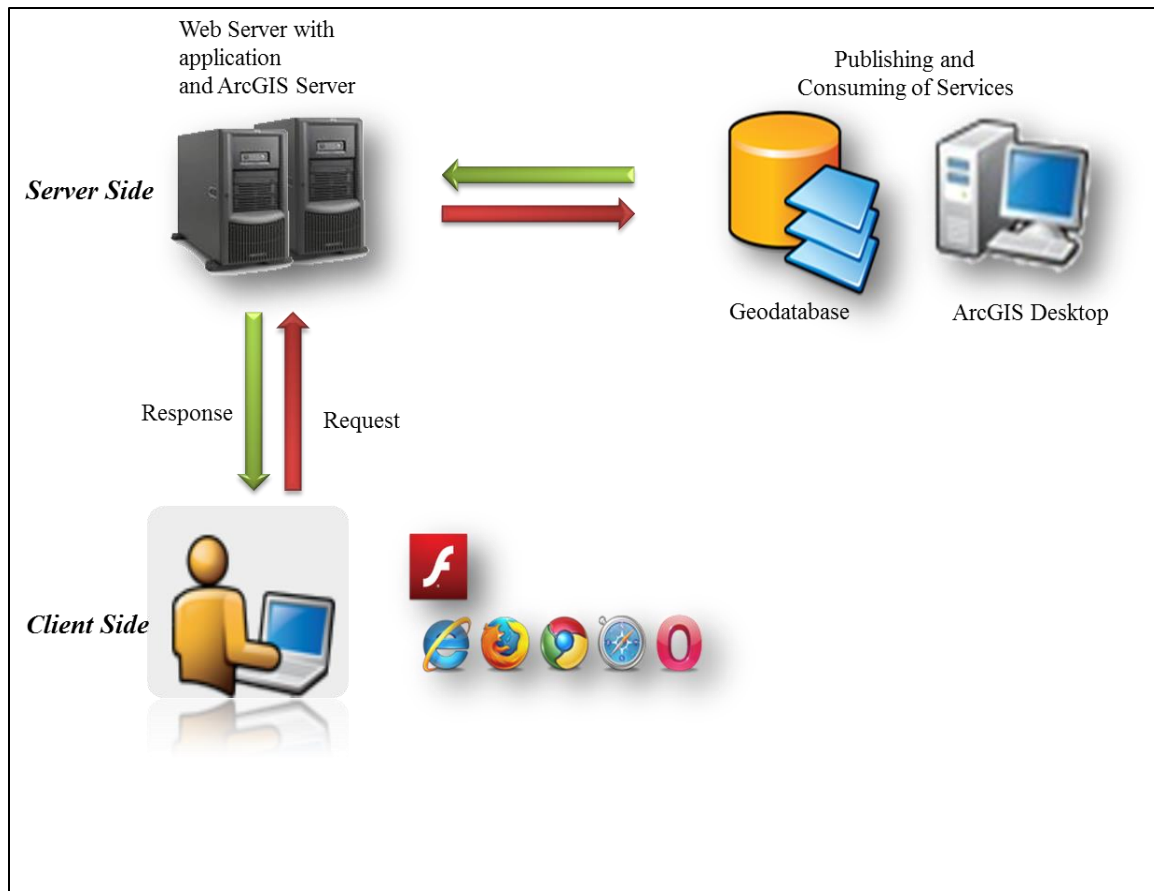 Web Server with
application
and ArcGIS Server
Publishing and
Consuming of Services
Server Side
Geodatabase
ArcGIS Desktop
Response
Request
Client Side